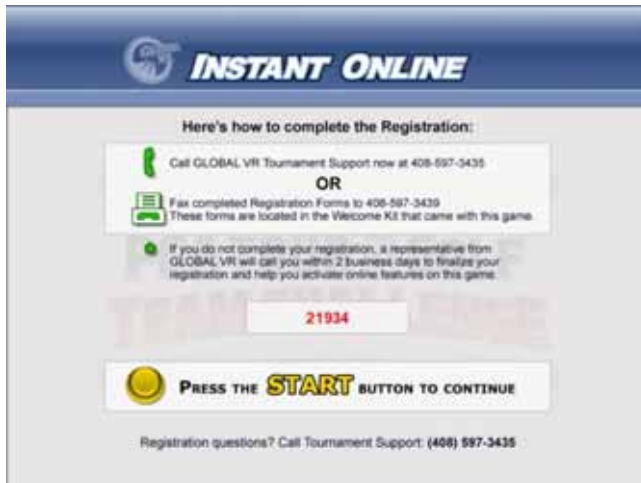 INSTANT ONLINE
Here's how to complete the Registration:
Call GLOBAL VR Tournament Support now at 408-597-3435
OR
Fax completed Registration Forms to 408-597-3439
These forms are located in the Welcome Kit that came with this game.
If you do not complete your registration, a representative from
GLOBAL VR will call you within 2 business days to finalize your
registration and help you activate online features on this game.
TEAM CHALLENGE
21934
PRESS THE START BUTTON TO CONTINUE
Registration questions? Call Tournament Support: (408) 597-3435